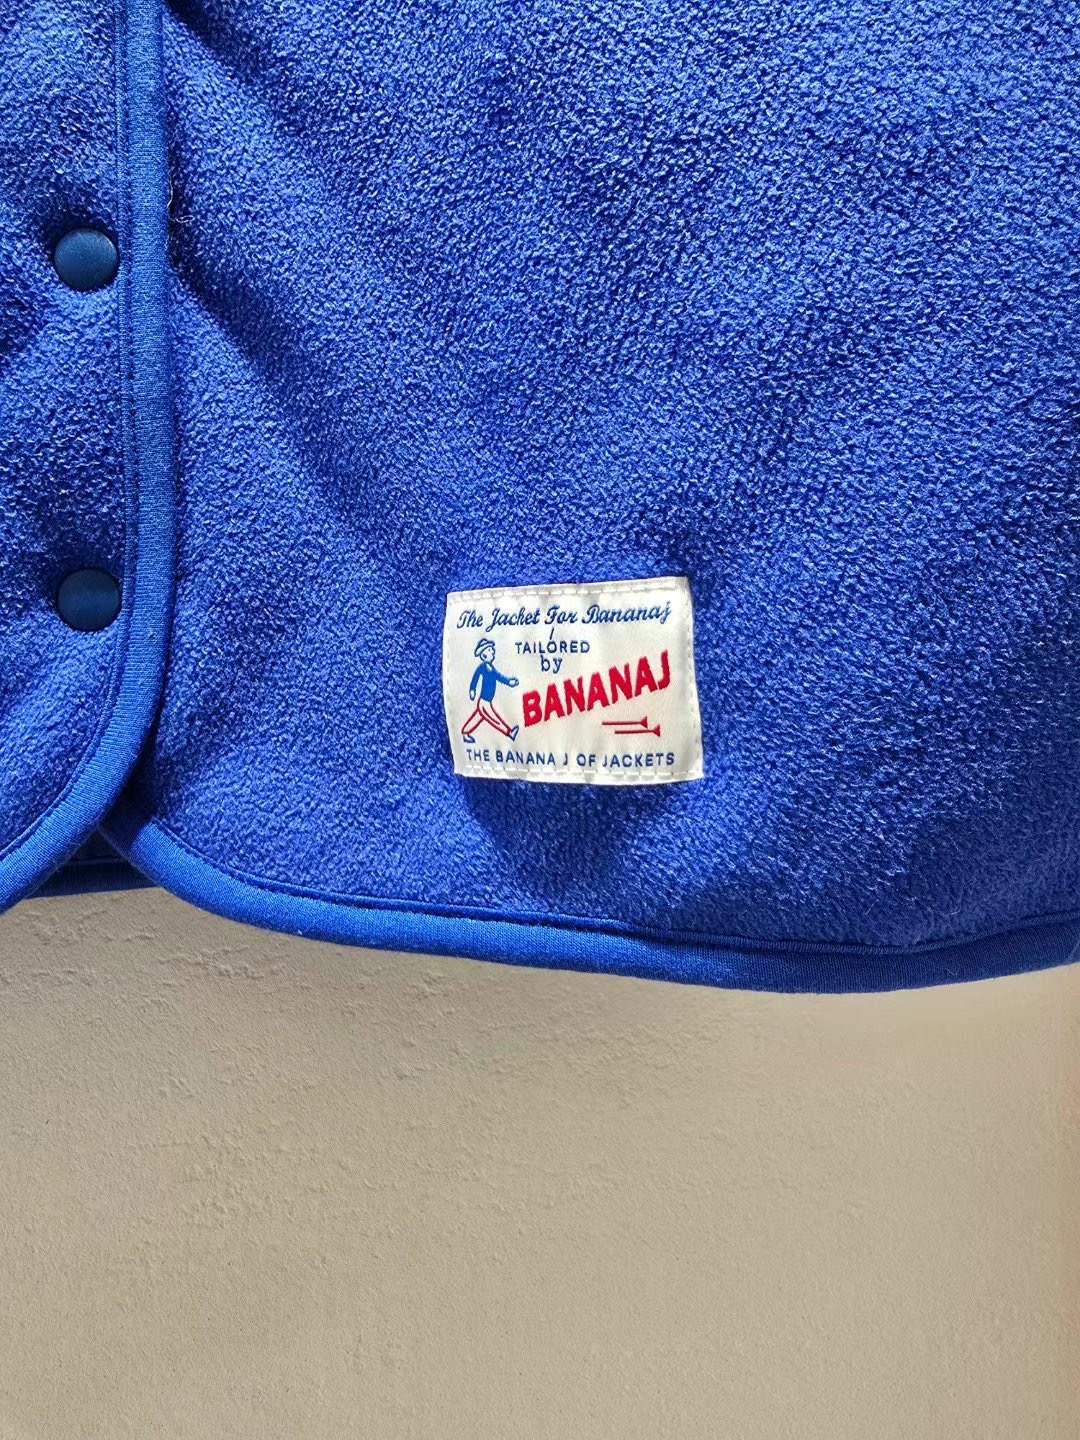 The Jacket For Bananaj
TAILORED
by
BANANAJ
THE BANANA J OF JACKETS